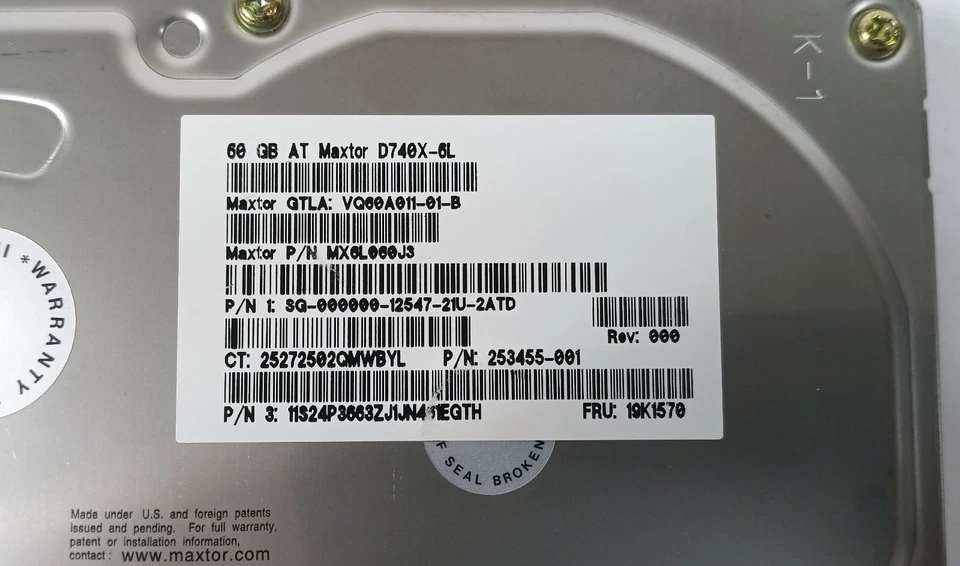 K-1
60 GB AT Maxtor D740X-6L
Maxtor GTLA: VQ60A011-01-B
Maxtor P/N MX6L060J3
P/N 1: SG-000000-12547-21U-2ATD
Rev: 000
CT: 25272502QMWBYL P/N: 253455-001
P/N 3: FRU: 19K1570
*WARRANTY
F SEAL BROKEN
Made under U.S. and foreign patents
issued and pending. For full warranty,
patent or installation information,
contact: www.maxtor.com